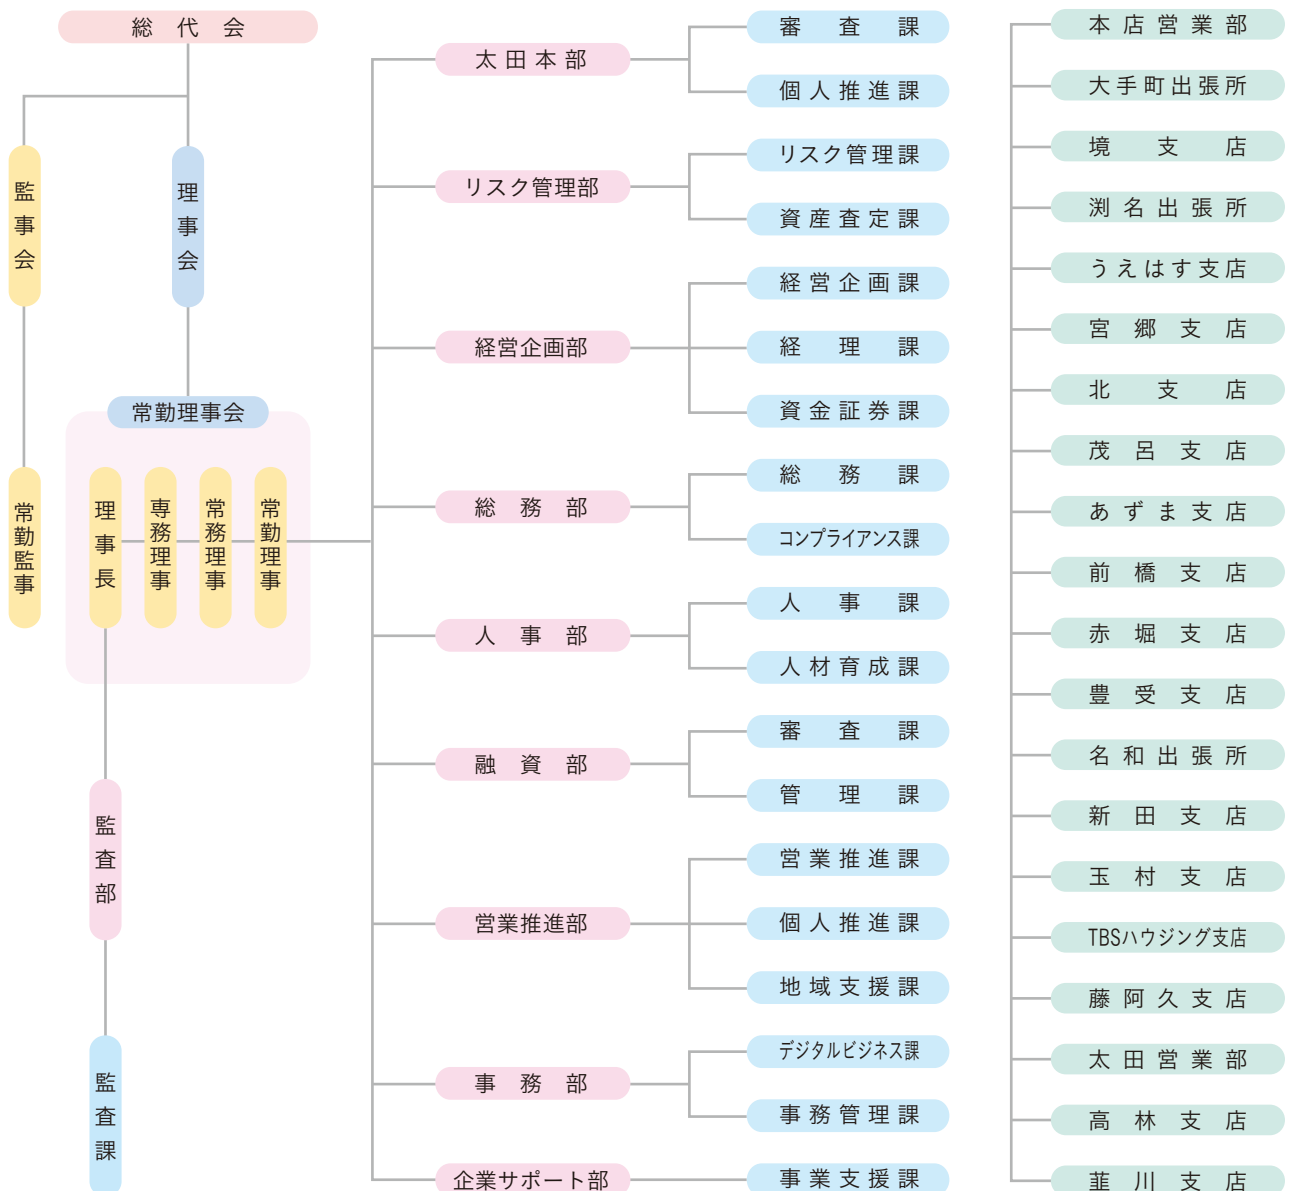 総代会
監事会
理事会
常勤理事会
常勤監事
理事長
専務理事
常務理事
常勤理事
監査部
監査課
太田本部
審査課
個人推進課
リスク管理部
リスク管理課
資産査定課
経営企画部
経営企画課
経理課
資金証券課
総務部
総務課
コンプライアンス課
人事部
人事課
人材育成課
融資部
審査課
管理課
営業推進部
営業推進課
個人推進課
地域支援課
事務部
デジタルビジネス課
事務管理課
企業サポート部
事業支援課
本店営業部
大手町出張所
境支店
渕名出張所
うえはす支店
宮郷支店
北支店
茂呂支店
あずま支店
前橋支店
赤堀支店
豊受支店
名和出張所
新田支店
玉村支店
TBSハウジング支店
藤阿久支店
太田営業部
高林支店
韮川支店